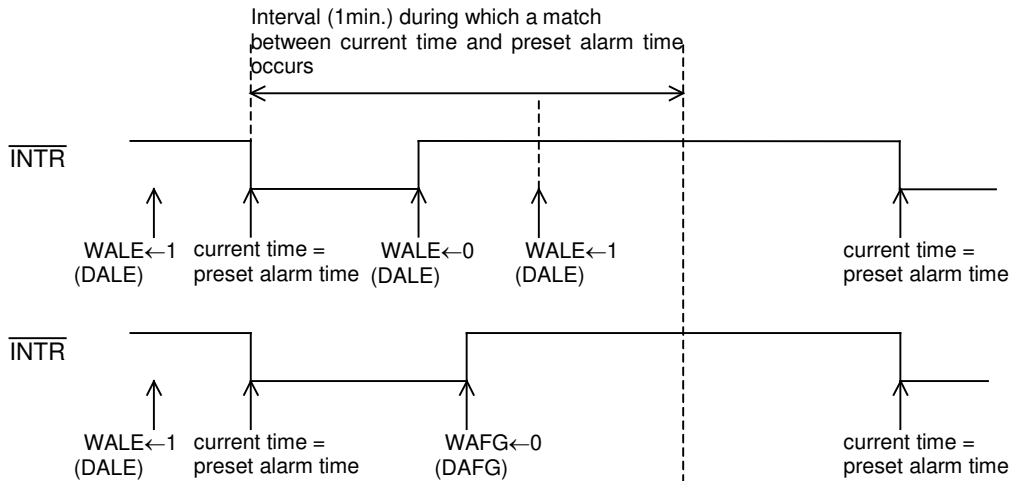 Interval (1min.) during which a match
between current time and preset alarm time
occurs
INTR
WALE←1 current time = WALE←0 WALE←1 current time =
(DALE) preset alarm time (DALE) (DALE) preset alarm time
INTR
WALE←1 current time = WAFG←0 current time =
(DALE) preset alarm time (DAFG) preset alarm time